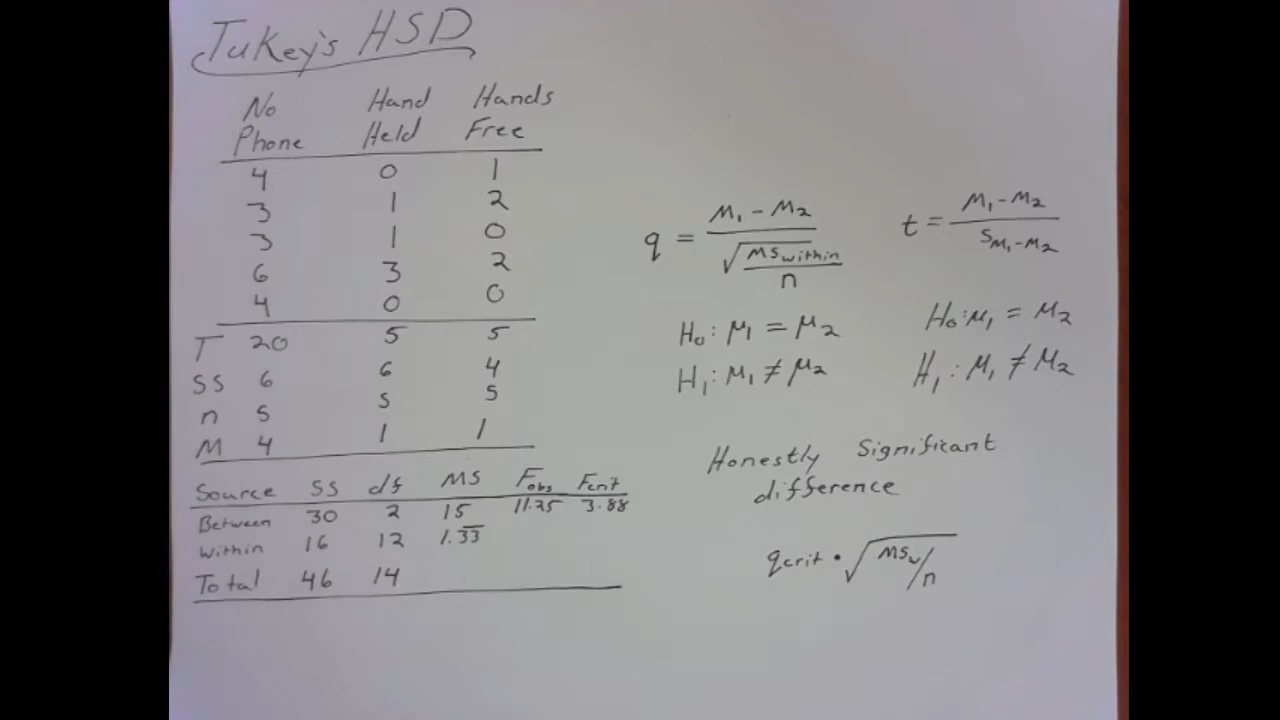 Tukey's HSD
No Phone Hand Held Hands Free
4 0 1
3 1 2
3 1 0
6 3 2
4 0 0
T 20 5 5
SS 6 6 4
n 5 5 5
M 4 1 1
Source SS df MS Fobs Fcrit
Between 30 2 15 11.25 3.88
Within 16 12 1.33̅
Total 46 14
q = M₁ - M₂ / √MSwithin / n
H₀: μ₁ = μ₂
H₁: μ₁ ≠ μ₂
t = M₁ - M₂ / sM₁-M₂
H₀: μ₁ = μ₂
H₁: μ₁ ≠ μ₂
Honestly Significant
difference
qcrit • √MSw/n